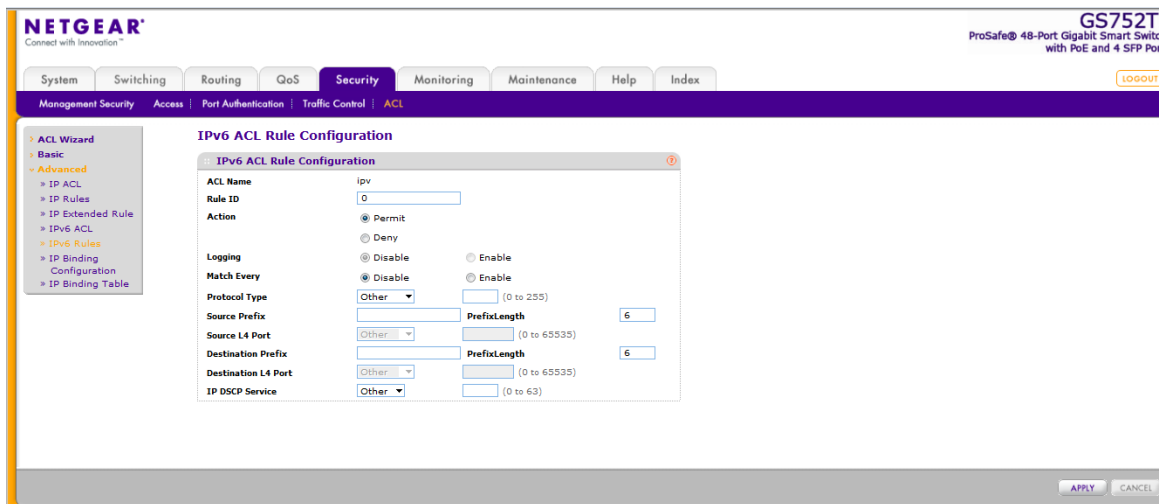 NETGEAR®
Connect with Innovation™
GS752T
ProSafe® 48-Port Gigabit Smart Switc
with PoE and 4 SFP Por
System Switching Routing QoS Security Monitoring Maintenance Help Index
LOGOUT
Management Security Access Port Authentication Traffic Control ACL
ACL Wizard
Basic
Advanced
» IP ACL
» IP Rules
» IP Extended Rule
» IPv6 ACL
» IPv6 Rules
» IP Binding
Configuration
» IP Binding Table
IPv6 ACL Rule Configuration
IPv6 ACL Rule Configuration ?
ACL Name ipv
Rule ID 0
Action Permit
Deny
Logging Disable Enable
Match Every Disable Enable
Protocol Type Other (0 to 255)
Source Prefix PrefixLength 6
Source L4 Port Other (0 to 65535)
Destination Prefix PrefixLength 6
Destination L4 Port Other (0 to 65535)
IP DSCP Service Other (0 to 63)
APPLY CANCEL